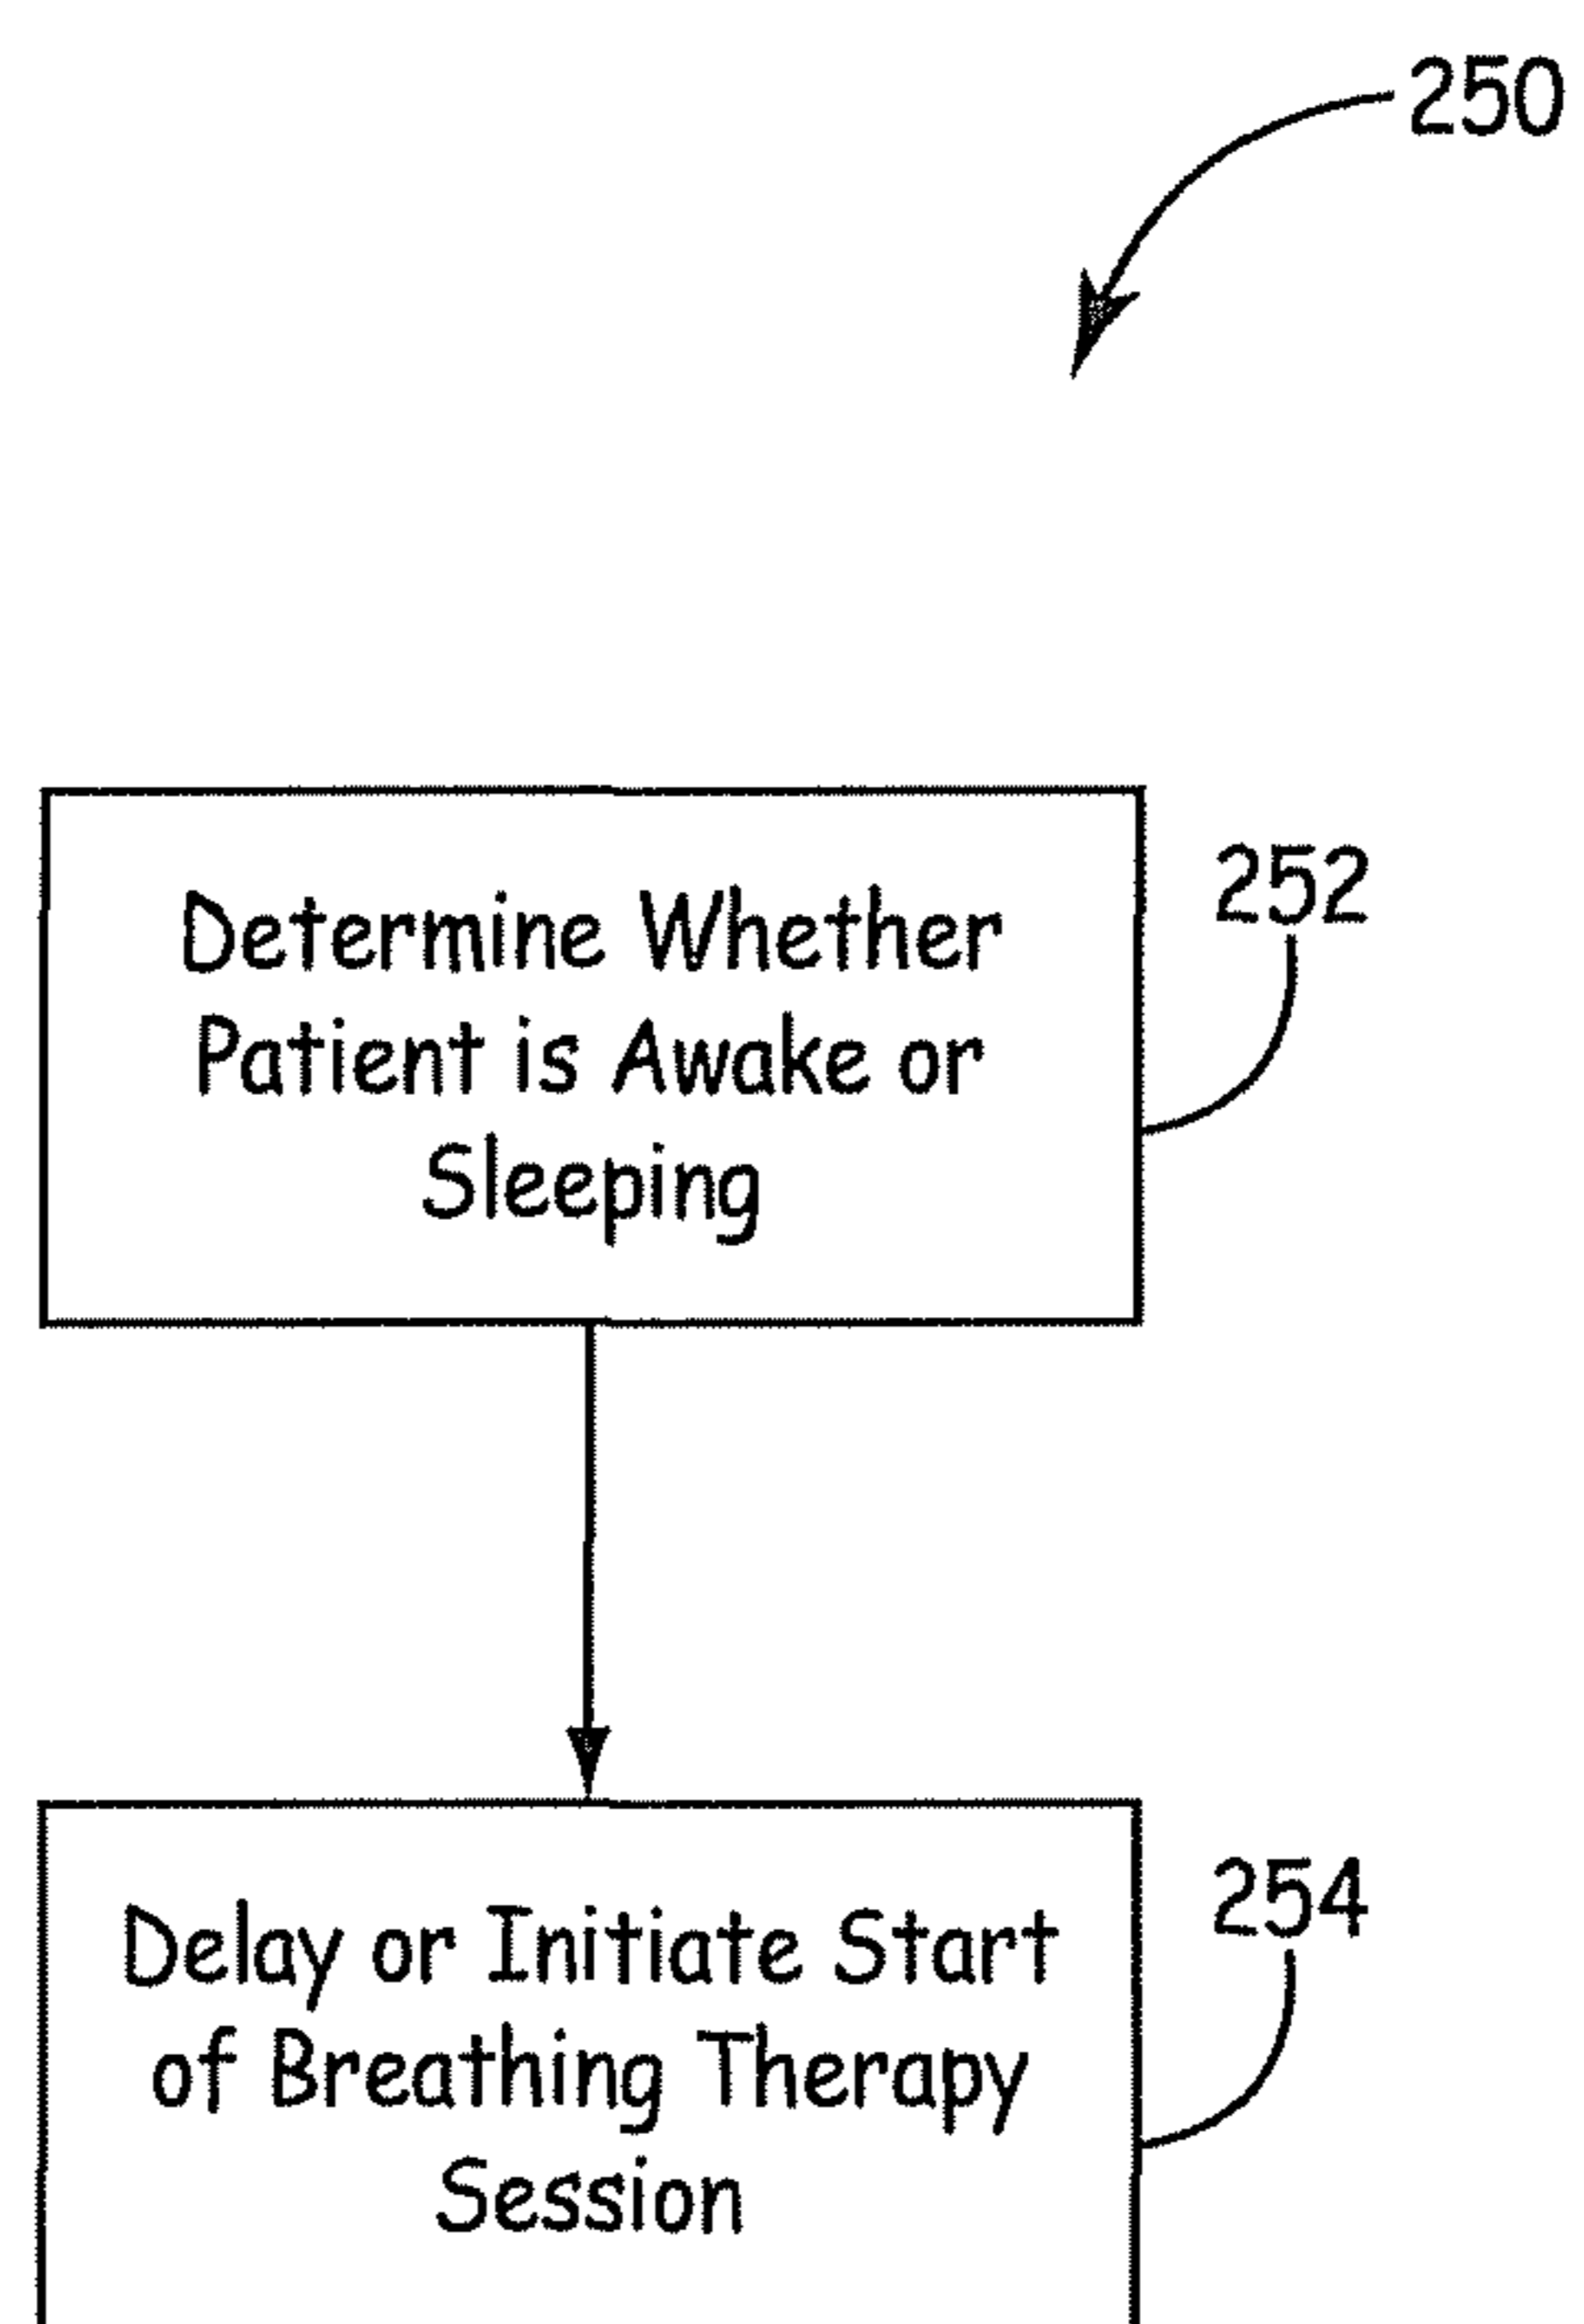 250
Determine Whether
Patient is Awake or
Sleeping
252
Delay or Initiate Start
of Breathing Therapy
Session
254